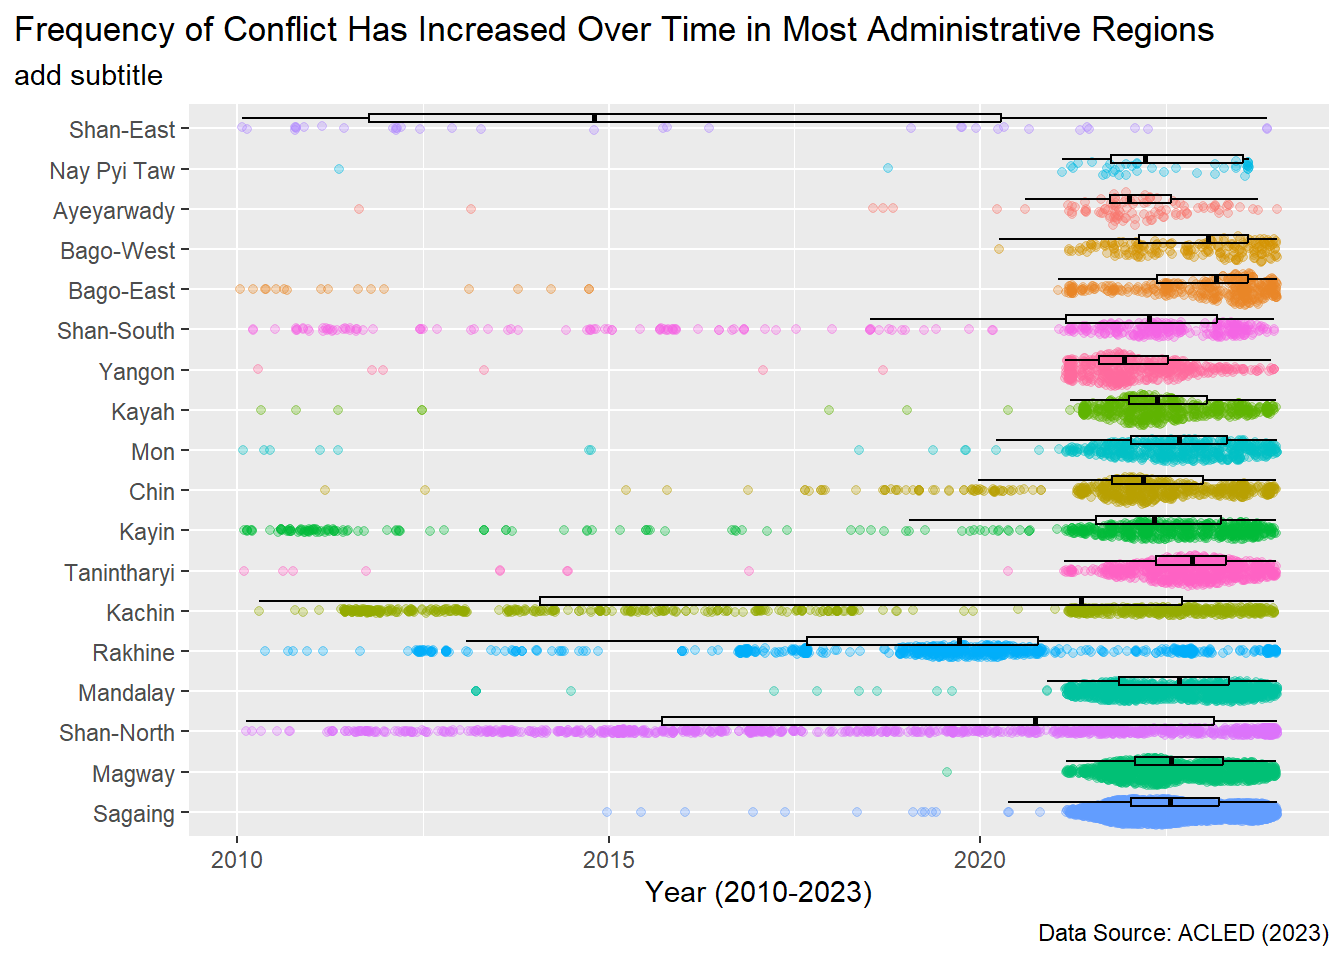 Frequency of Conflict Has Increased Over Time in Most Administrative Regions
add subtitle
Shan-East
Nay Pyi Taw
Ayeyarwady
Bago-West
Bago-East
Shan-South
Yangon
Kayah
Mon
Chin
Kayin
Tanintharyi
Kachin
Rakhine
Mandalay
Shan-North
Magway
Sagaing
2010 2015 2020
Year (2010-2023)
Data Source: ACLED (2023)